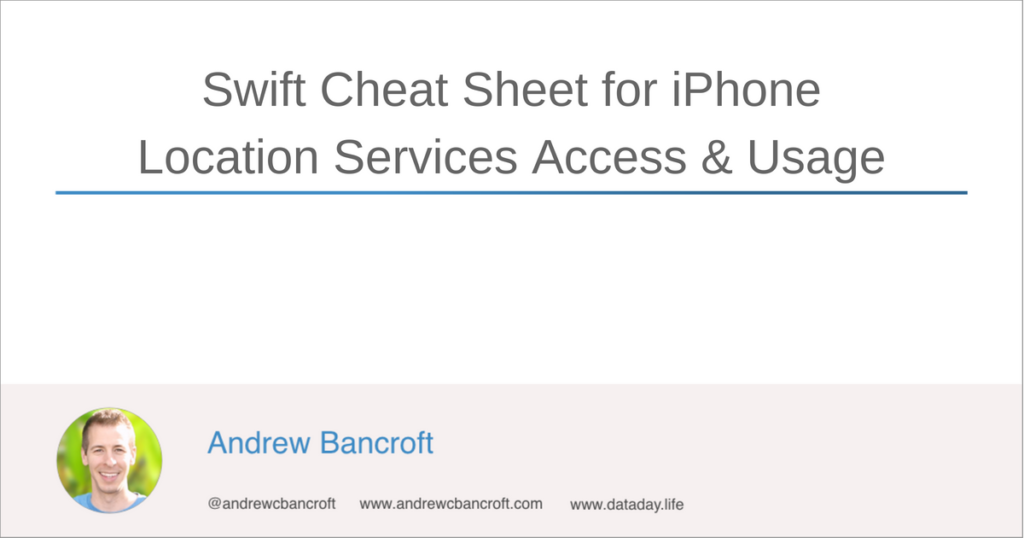 Swift Cheat Sheet for iPhone
Location Services Access & Usage
Andrew Bancroft
@andrewcbancroft www.andrewcbancroft.com www.dataday.life